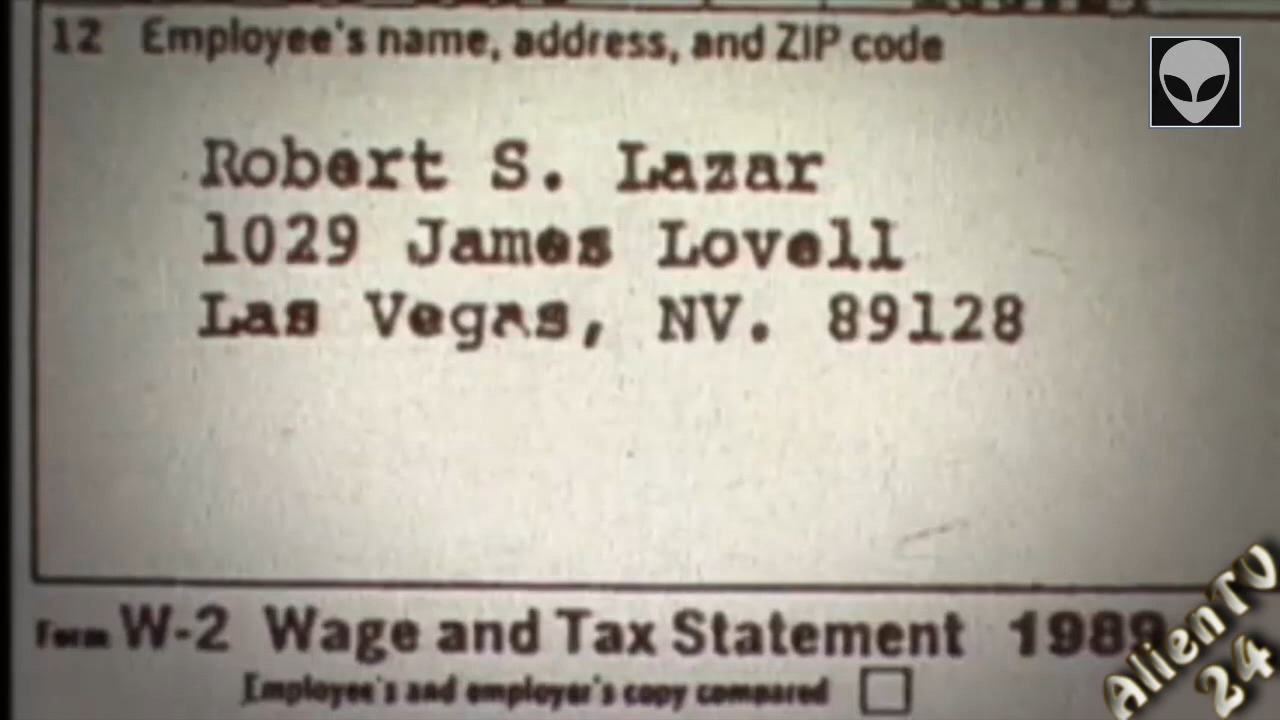 12 Employee's name, address, and ZIP code
Robert S. Lazar
1029 James Lovell
Las Vegas, NV. 89128
Form W-2 Wage and Tax Statement 1989
Employee's and employer's copy compared
AlienTV
24